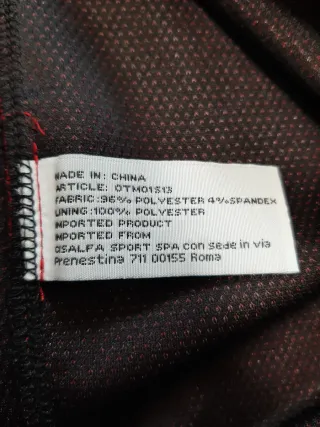 MADE IN: CHINA
ARTICLE: OTM01S13
FABRIC:96% POLYESTER 4%SPANDEX
LINING:100% POLYESTER
IMPORTED PRODUCT
IMPORTED FROM
OSALFA SPORT SPA con sede in via
Prenestina 711 00155 Roma